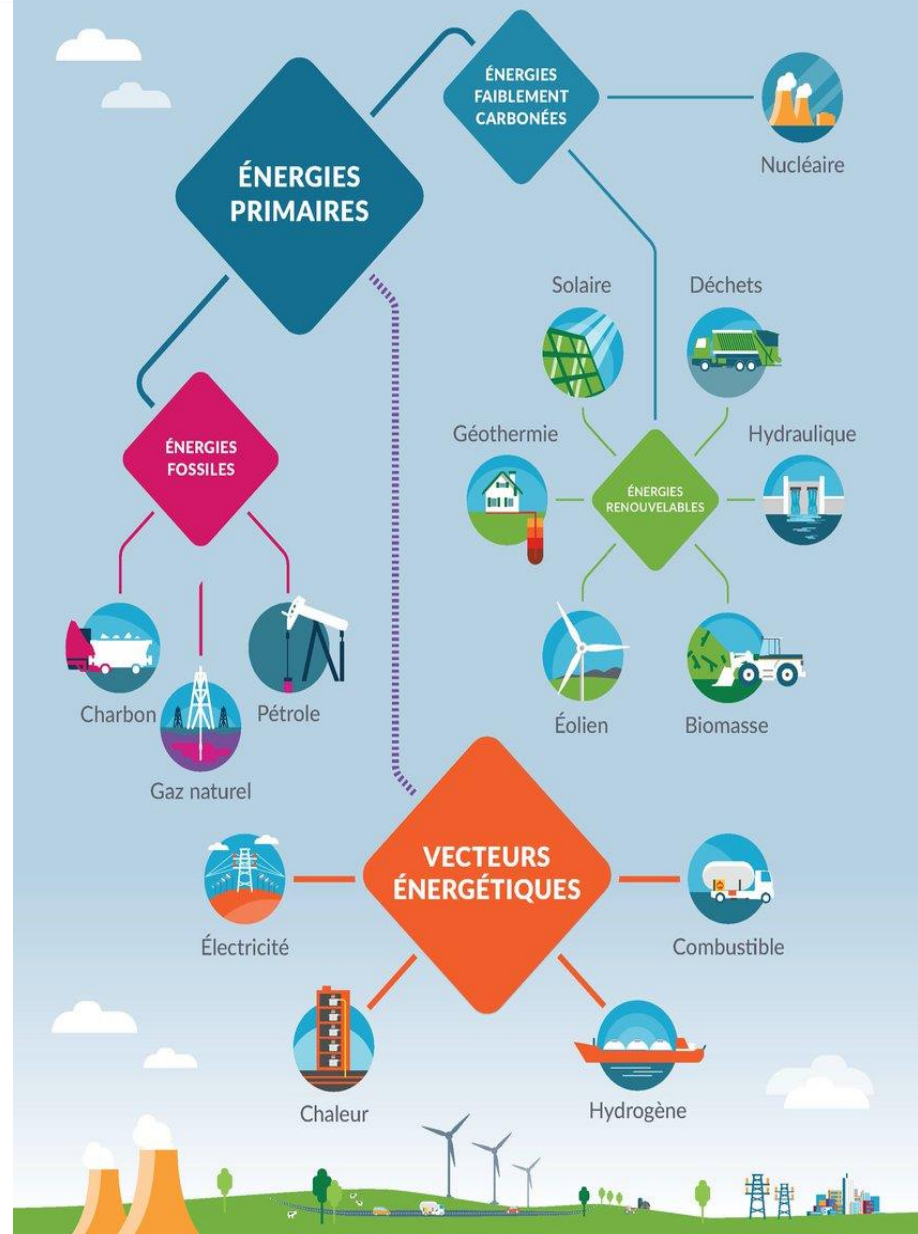 ÉNERGIES
FAIBLEMENT
CARBONÉES
ÉNERGIES
PRIMAIRES
Nucléaire
Solaire
Déchets
Géothermie
Hydraulique
ÉNERGIES
FOSSILES
ÉNERGIES
RENOUVELABLES
Charbon
Pétrole
Gaz naturel
Éolien
Biomasse
VECTEURS
ÉNERGÉTIQUES
Électricité
Combustible
Chaleur
Hydrogène